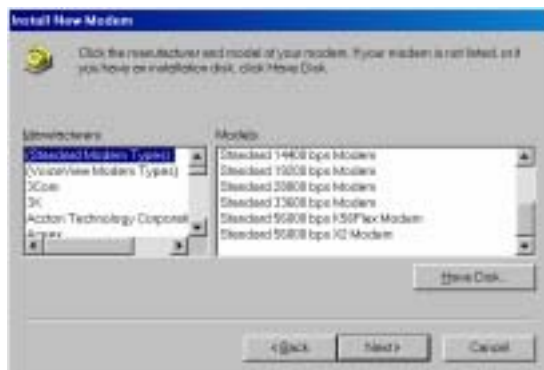 Install New Modem
Click the manufacturer and model of your modem. If your modem is not listed, or if
you have an installation disk, click Have Disk.
Manufacturers:
(Standard Modem Types)
(VoiceView Modem Types)
3Com
3X
Accton Technology Corporat
Models:
Standard 14400 bps Modem
Standard 19200 bps Modem
Standard 28800 bps Modem
Standard 33600 bps Modem
Standard 56000 bps K56Flex Modem
Standard 56000 bps X2 Modem
Have Disk...
< Back
Next >
Cancel